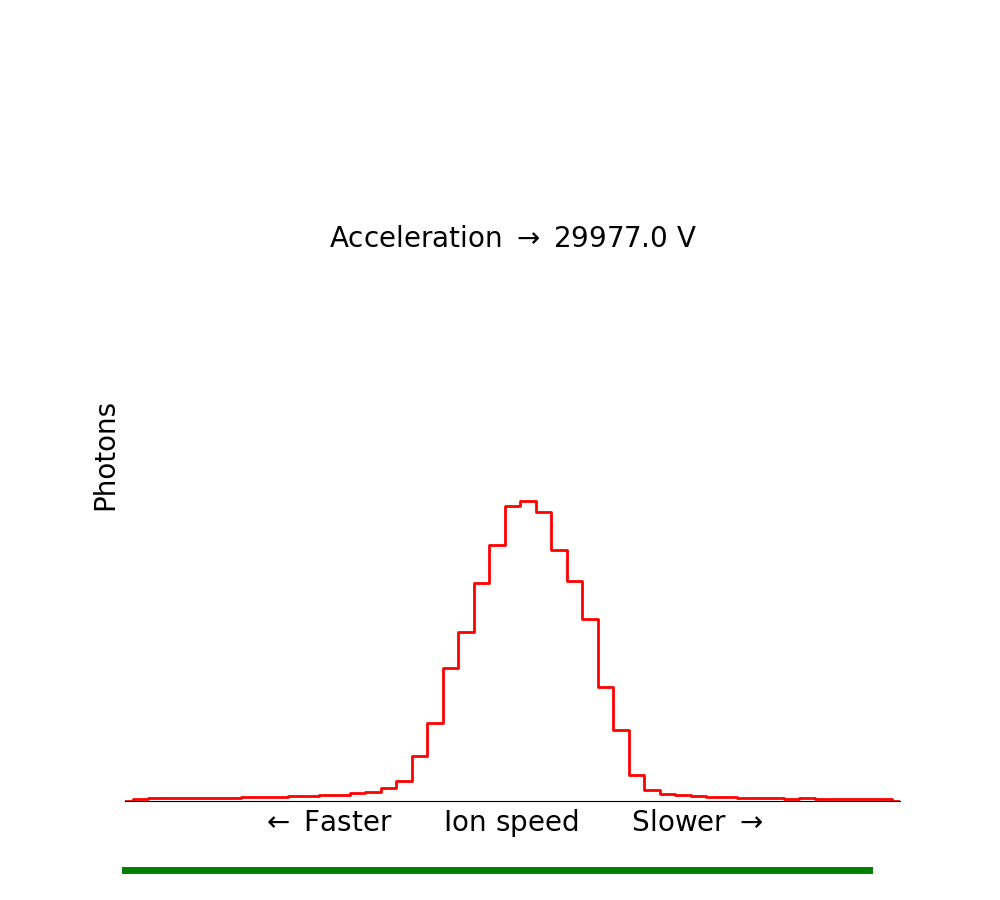 Acceleration → 29977.0 V
Photons
← Faster Ion speed Slower →